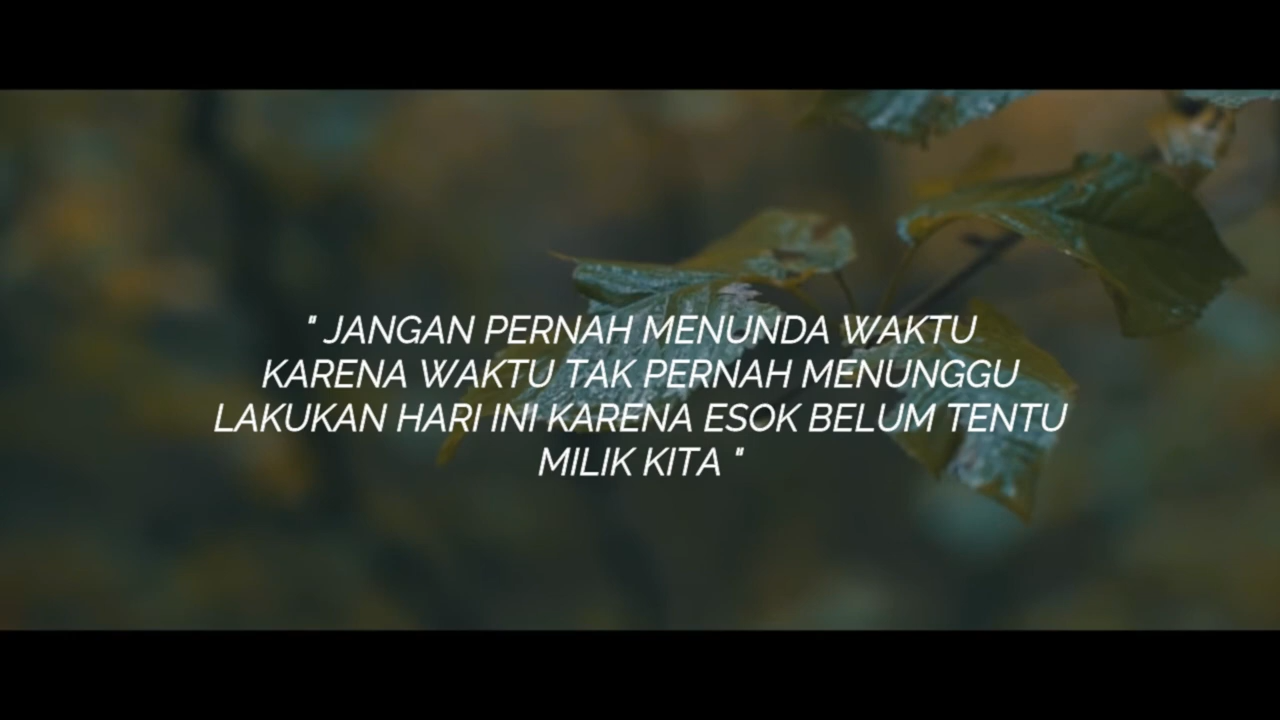 " JANGAN PERNAH MENUNDA WAKTU
KARENA WAKTU TAK PERNAH MENUNGGU
LAKUKAN HARI INI KARENA ESOK BELUM TENTU
MILIK KITA "